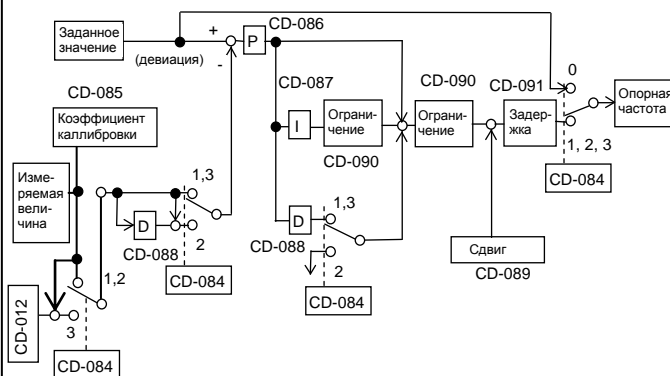 CD-086
Заданное
значение
+
(девиация)
-
P
CD-087
CD-090
CD-091
0
Опорная
частота
CD-085
Коэффициент
каллибровки
I
Ограни-
чение
CD-090
Ограни-
чение
Задер-
жка
1, 2, 3
CD-084
Изме-
ряемая
вели-
чина
1,3
D
2
CD-088
CD-084
D
1,3
CD-088
2
CD-084
Сдвиг
CD-089
1,2
CD-012
3
CD-084